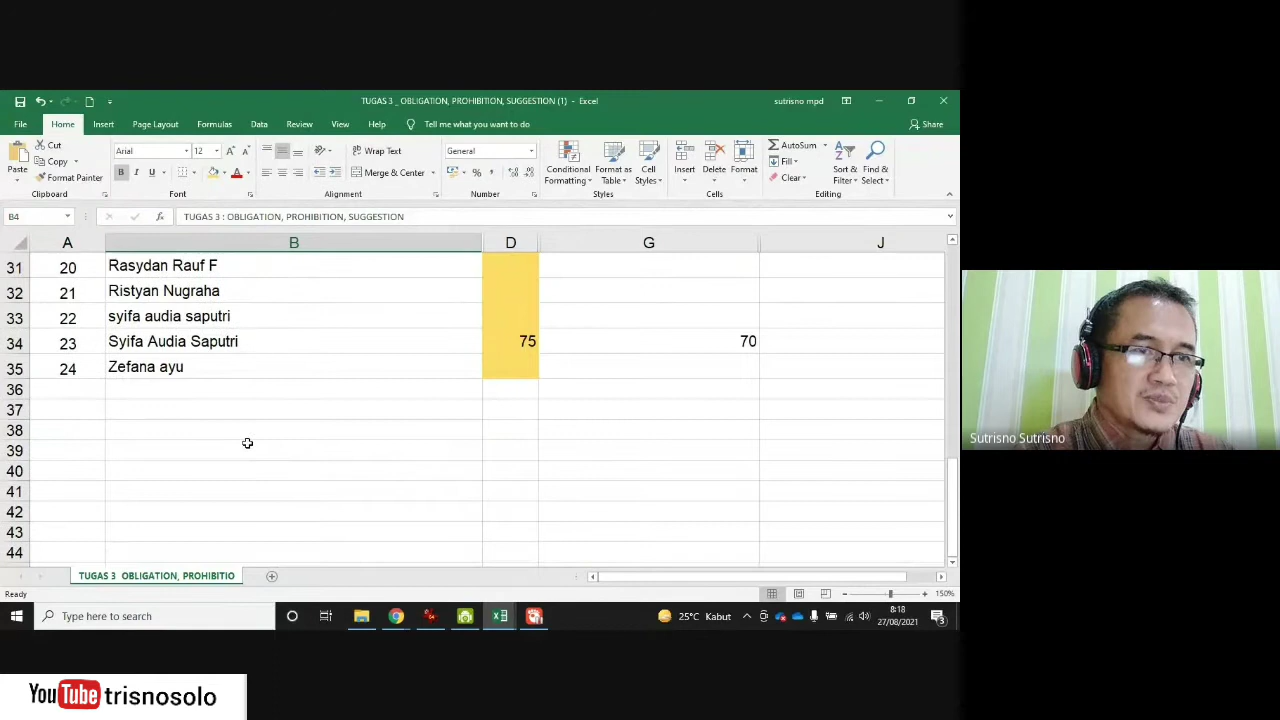 TUGAS 3 _ OBLIGATION, PROHIBITION, SUGGESTION (1) - Excel
sutrisno mpd
File Home Insert Page Layout Formulas Data Review View Help Tell me what you want to do Share
Paste
Cut
Copy
Format Painter
Clipboard
Arial 12
B I U
Font
Wrap Text
Merge & Center
Alignment
General
Number
Conditional Formatting
Format as Table
Cell Styles
Styles
Insert
Delete
Format
Cells
AutoSum
Fill
Clear
Sort & Filter
Find & Select
Editing
B4 fx TUGAS 3 : OBLIGATION, PROHIBITION, SUGGESTION
A B D G J
31 20 Rasydan Rauf F
32 21 Ristyan Nugraha
33 22 syifa audia saputri
34 23 Syifa Audia Saputri 75 70
35 24 Zefana ayu
36
37
38
39
40
41
42
43
44
TUGAS 3 OBLIGATION, PROHIBITIO
Ready
150%
Type here to search
25°C Kabut
8:18
27/08/2021
3
Sutrisno Sutrisno
YouTube trisnosolo